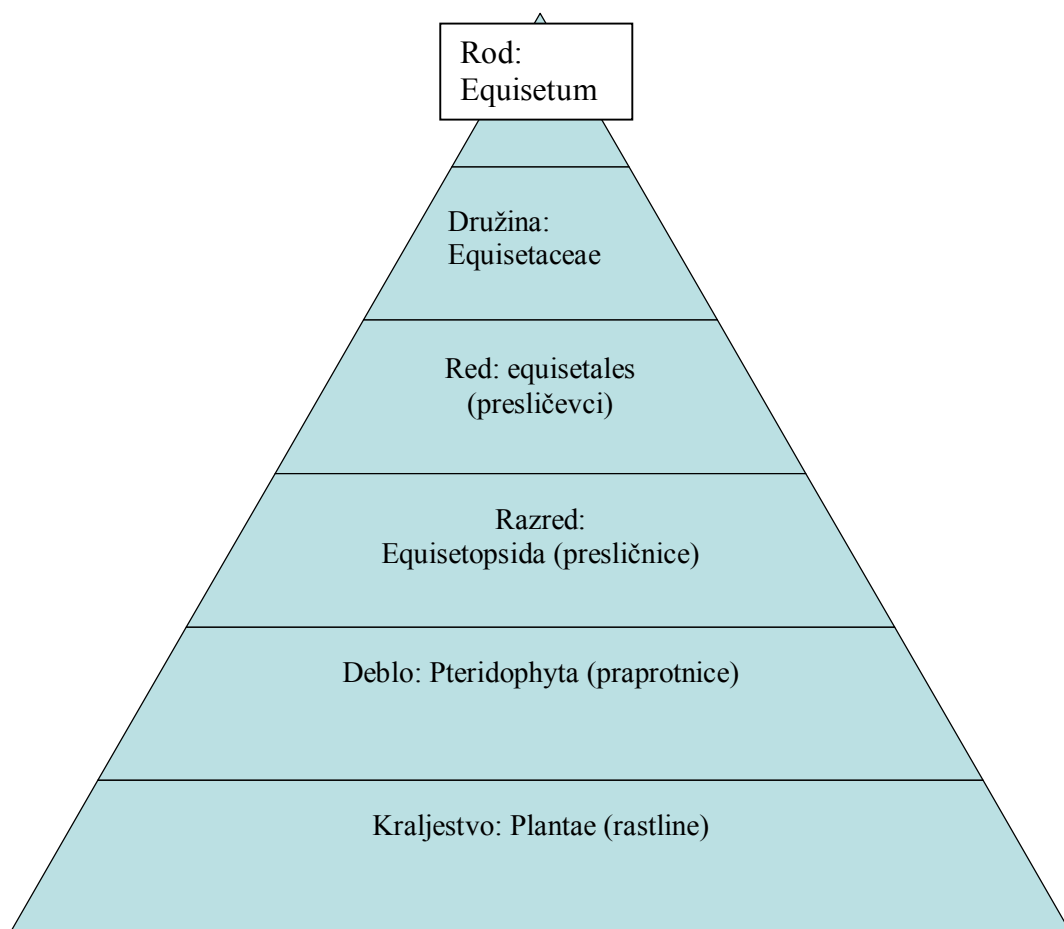 Rod:
Equisetum
Družina:
Equisetaceae
Red: equisetales
(presličevci)
Razred:
Equisetopsida (presličnice)
Deblo: Pteridophyta (praprotnice)
Kraljestvo: Plantae (rastline)